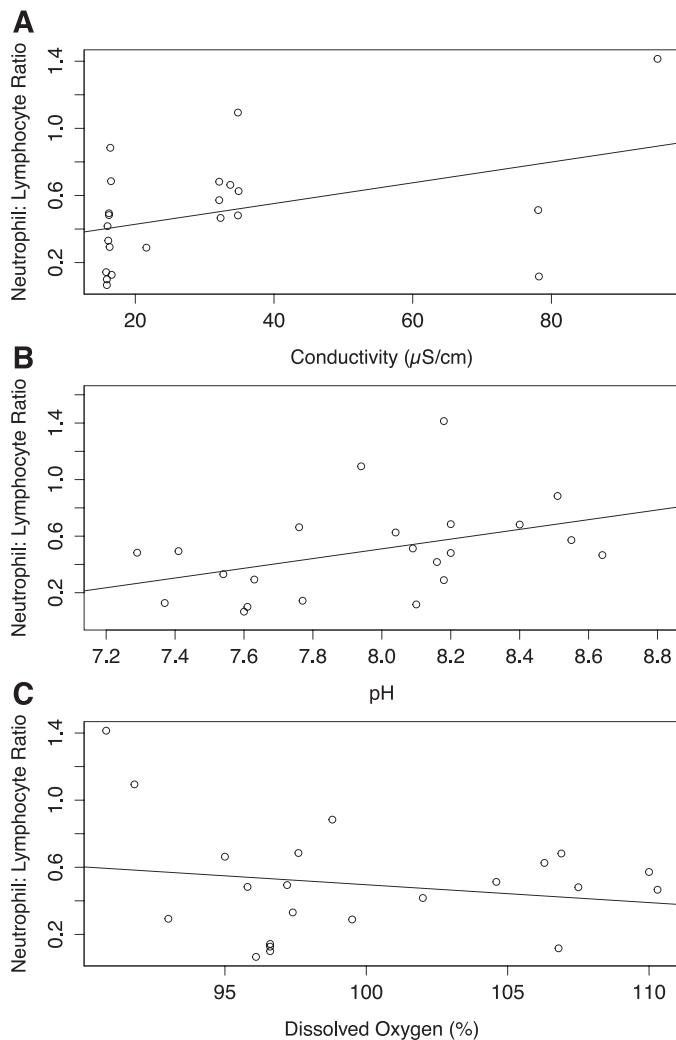 A
Neutrophil: Lymphocyte Ratio
0.2 0.6 1.0 1.4
20 40 60 80
Conductivity (µS/cm)
B
Neutrophil: Lymphocyte Ratio
0.2 0.6 1.0 1.4
7.2 7.4 7.6 7.8 8.0 8.2 8.4 8.6 8.8
pH
C
Neutrophil: Lymphocyte Ratio
0.2 0.6 1.0 1.4
95 100 105 110
Dissolved Oxygen (%)